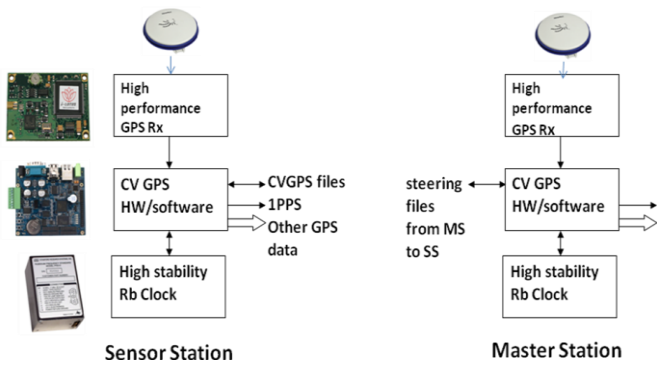 High
performance
GPS Rx
CV GPS
HW/software
CVGPS files
1PPS
Other GPS
data
High stability
Rb Clock
Sensor Station
High
performance
GPS Rx
steering
files
from MS
to SS
CV GPS
HW/software
High stability
Rb Clock
Master Station